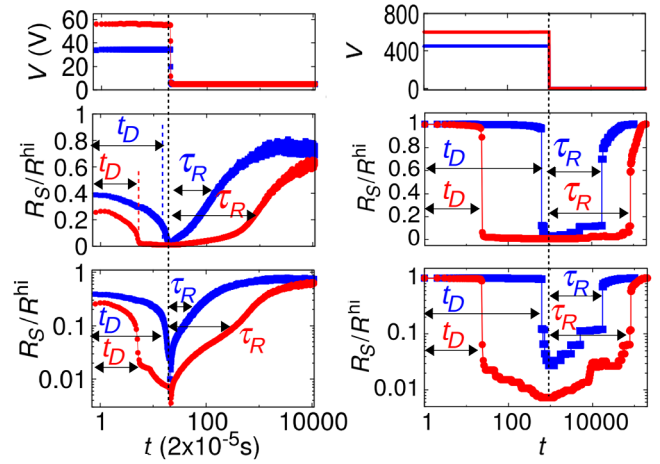 V (V)
60
40
20
0
V
800
400
0
R_S/R^hi
1
0.8
0.6
0.4
0.2
0
t_D
t_D
τ_R
τ_R
R_S/R^hi
1
0.8
0.6
0.4
0.2
0
t_D
t_D
τ_R
τ_R
R_S/R^hi
1
0.1
0.01
t_D
t_D
τ_R
τ_R
1 100 10000
t (2x10^-5s)
R_S/R^hi
1
0.1
0.01
t_D
t_D
τ_R
τ_R
1 100 10000
t